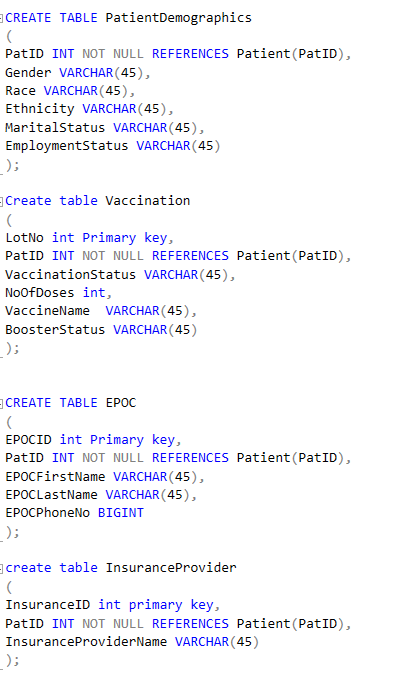 CREATE TABLE PatientDemographics
(
PatID INT NOT NULL REFERENCES Patient(PatID),
Gender VARCHAR(45),
Race VARCHAR(45),
Ethnicity VARCHAR(45),
MaritalStatus VARCHAR(45),
EmploymentStatus VARCHAR(45)
);
Create table Vaccination
(
LotNo int Primary key,
PatID INT NOT NULL REFERENCES Patient(PatID),
VaccinationStatus VARCHAR(45),
NoOfDoses int,
VaccineName  VARCHAR(45),
BoosterStatus VARCHAR(45)
);
CREATE TABLE EPOC
(
EPOCID int Primary key,
PatID INT NOT NULL REFERENCES Patient(PatID),
EPOCFirstName VARCHAR(45),
EPOCLastName VARCHAR(45),
EPOCPhoneNo BIGINT
);
create table InsuranceProvider
(
InsuranceID int primary key,
PatID INT NOT NULL REFERENCES Patient(PatID),
InsuranceProviderName VARCHAR(45)
);